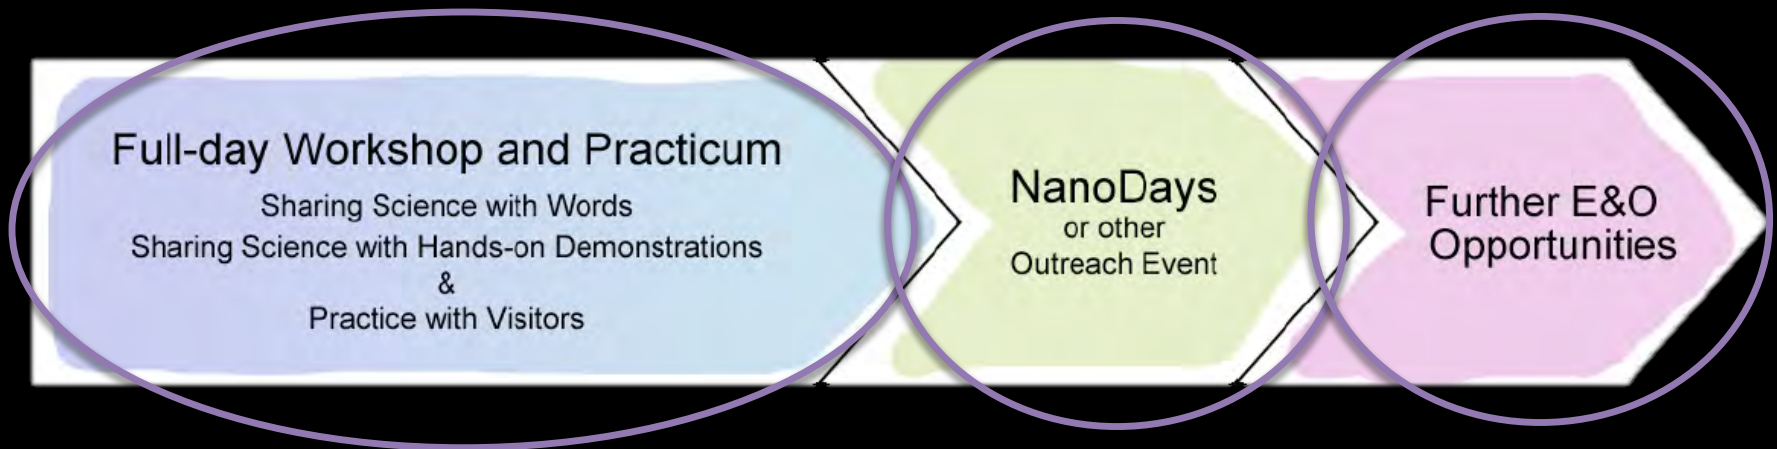 Full-day Workshop and Practicum
Sharing Science with Words
Sharing Science with Hands-on Demonstrations
&
Practice with Visitors
NanoDays
or other
Outreach Event
Further E&O
Opportunities